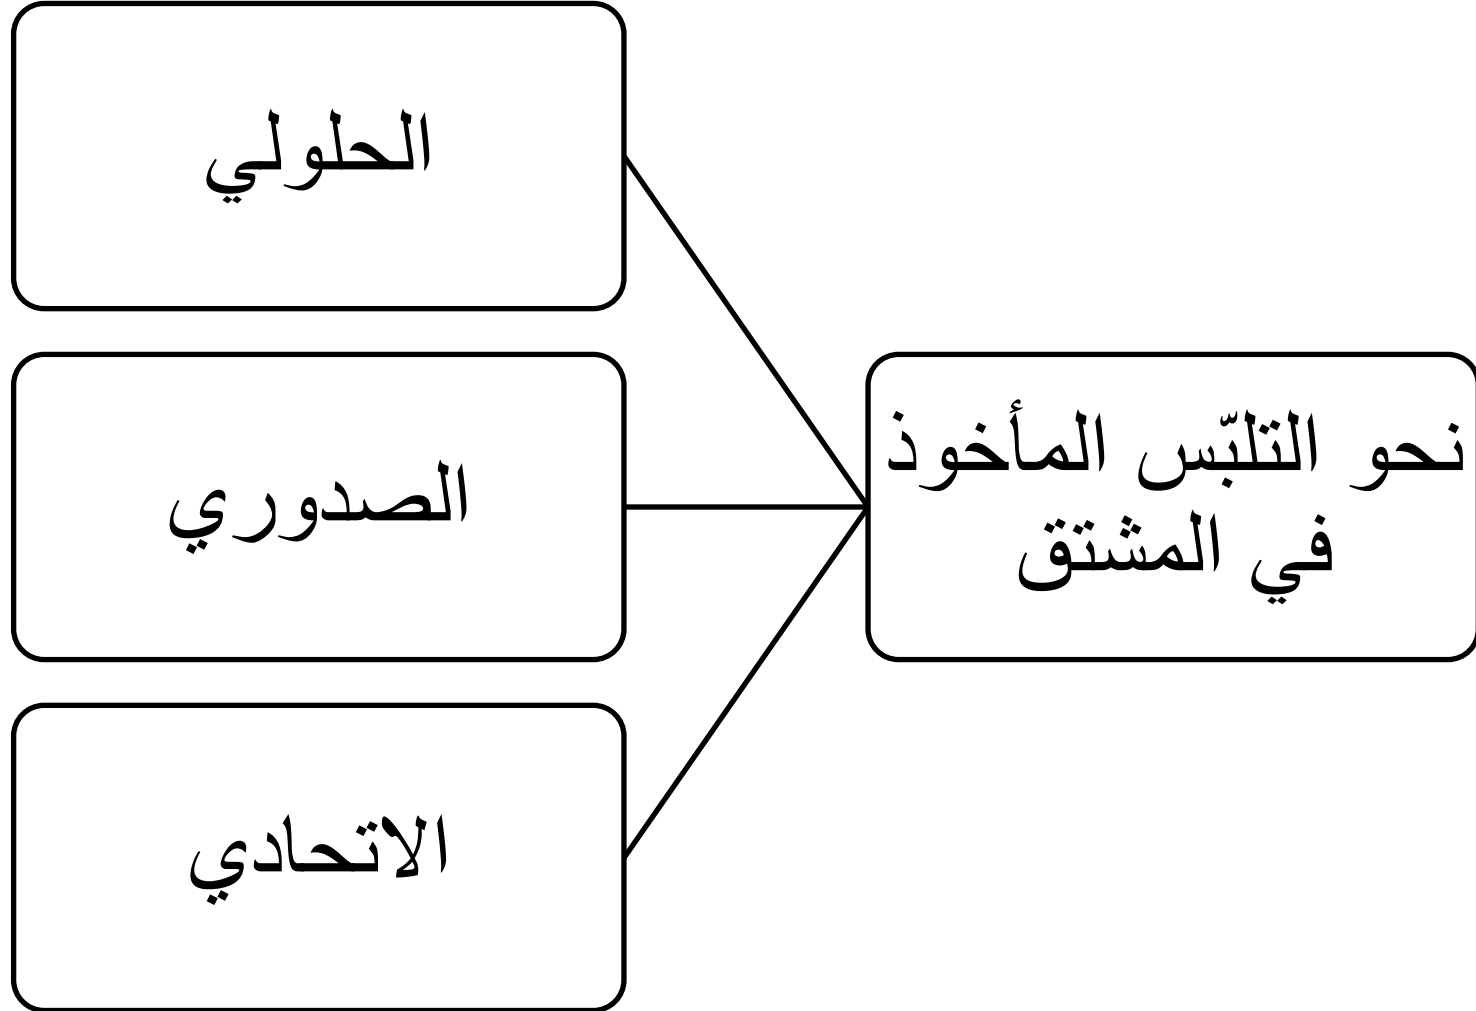 نحو التلبّس المأخوذ
في المشتق
الحلولي
الصدوري
الاتحادي